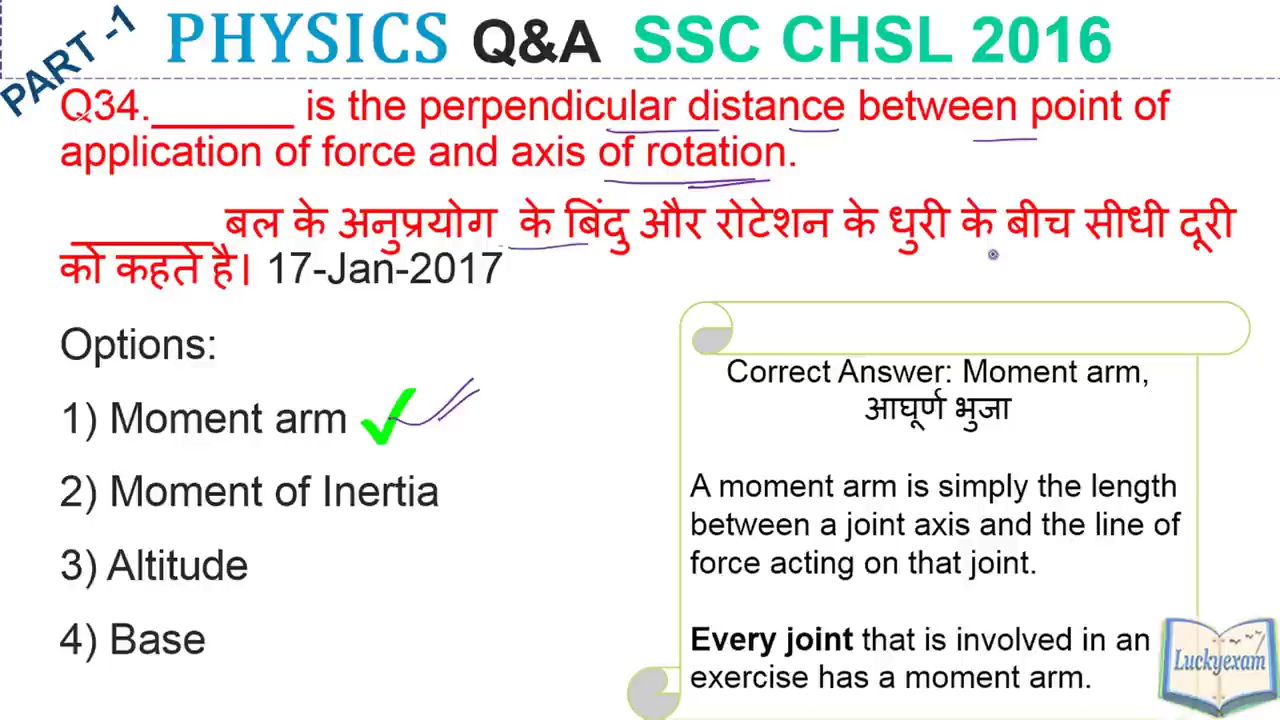 PART -1
PHYSICS Q&A SSC CHSL 2016
Q34.______ is the perpendicular distance between point of
application of force and axis of rotation.
______ बल के अनुप्रयोग के बिंदु और रोटेशन के धुरी के बीच सीधी दूरी
को कहते है। 17-Jan-2017
Options:
1) Moment arm
2) Moment of Inertia
3) Altitude
4) Base
Correct Answer: Moment arm,
आघूर्ण भुजा
A moment arm is simply the length
between a joint axis and the line of
force acting on that joint.
Every joint that is involved in an
exercise has a moment arm.
Luckyexam